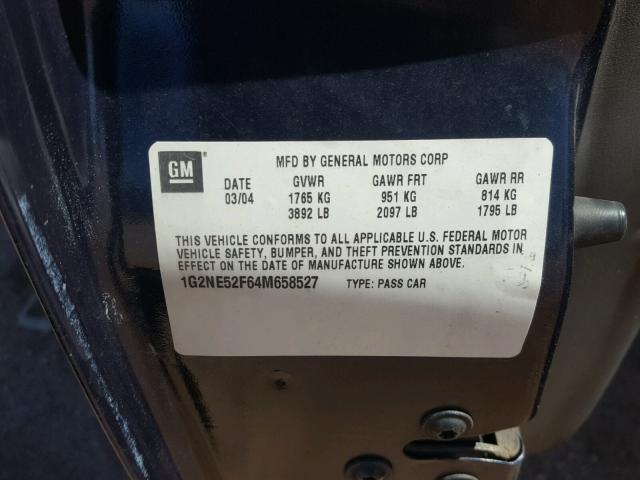 GM
MFD BY GENERAL MOTORS CORP
DATE GVWR GAWR FRT GAWR RR
03/04 1765 KG 951 KG 814 KG
3892 LB 2097 LB 1795 LB
THIS VEHICLE CONFORMS TO ALL APPLICABLE U.S. FEDERAL MOTOR
VEHICLE SAFETY, BUMPER, AND THEFT PREVENTION STANDARDS IN
EFFECT ON THE DATE OF MANUFACTURE SHOWN ABOVE.
1G2NE52F64M658527 TYPE: PASS CAR